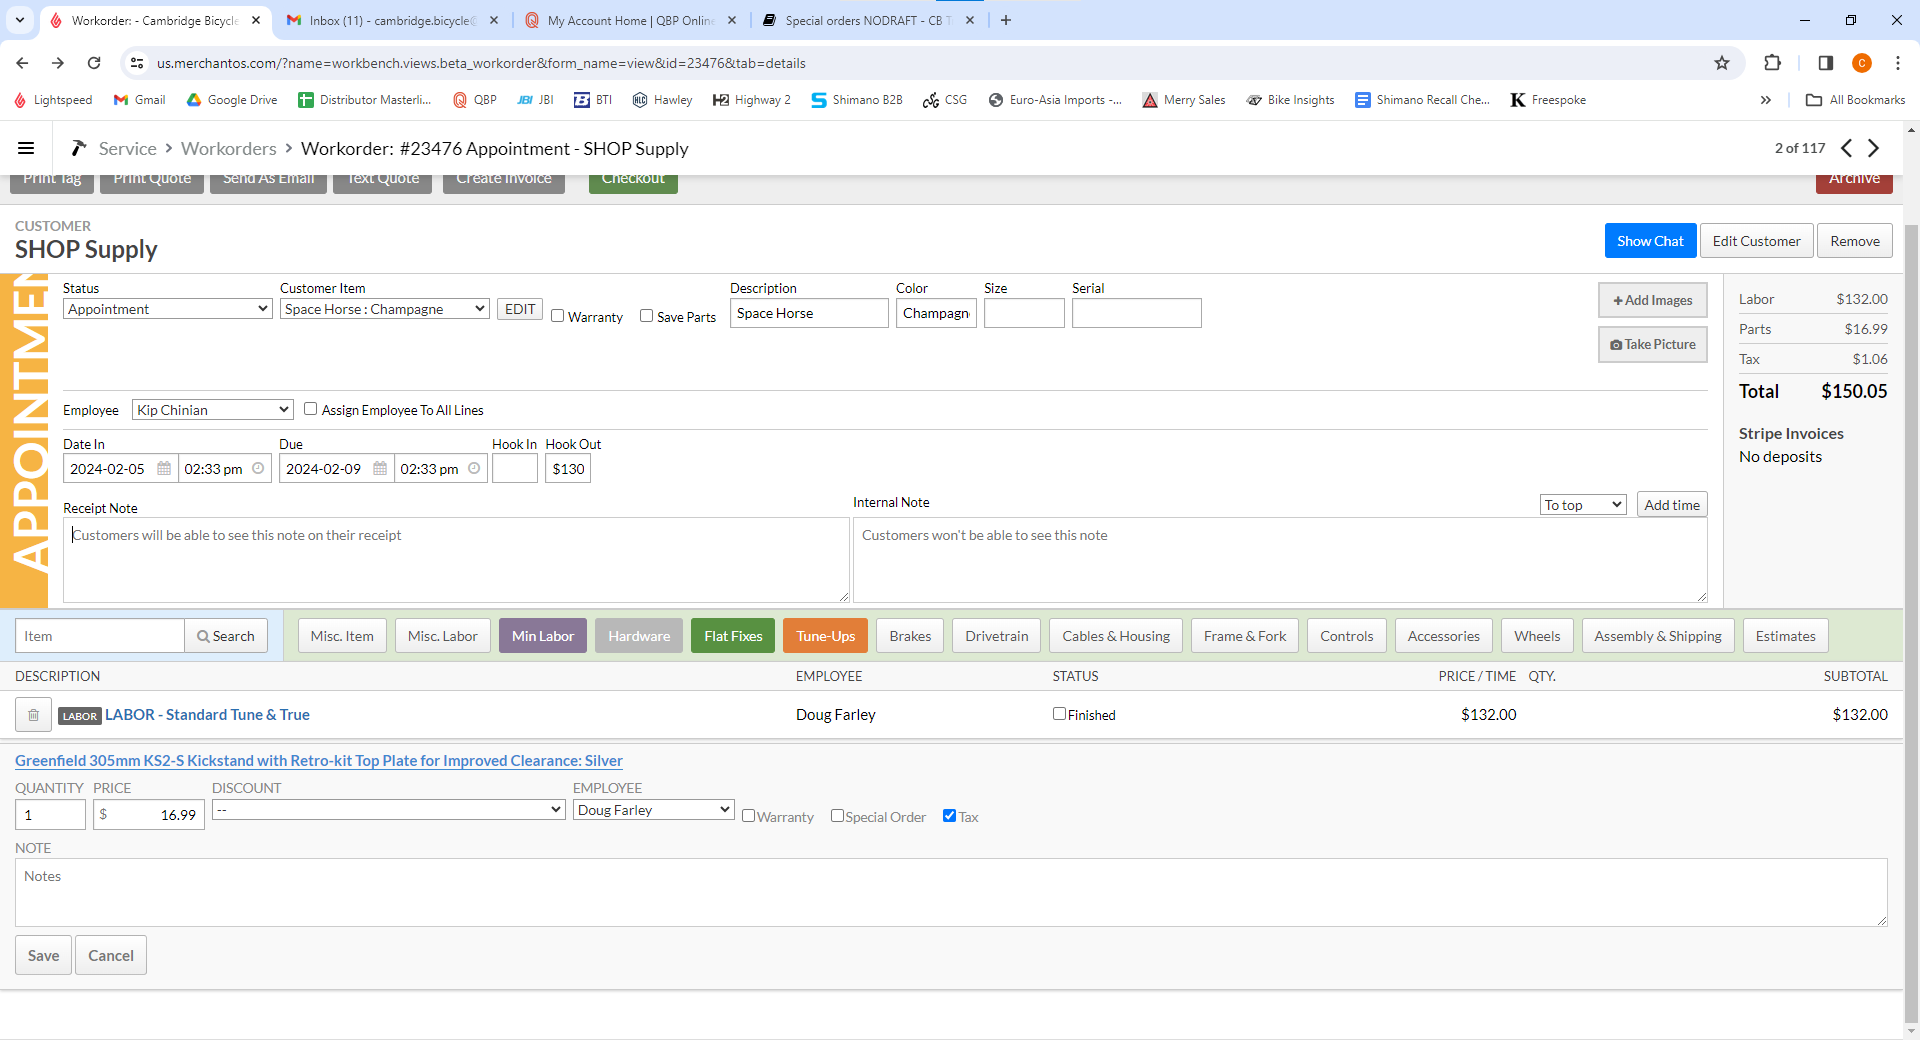 Workorder: - Cambridge Bicycle
Inbox (11) - cambridge.bicycle@
My Account Home | QBP Online
Special orders NODRAFT - CB T
us.merchantos.com/?name=workbench.views.beta_workorder&form_name=view&id=23476&tab=details
C
Lightspeed
Gmail
Google Drive
Distributor Masterli...
QBP
JBI
JBI
BTI
Hawley
H2
Highway 2
Shimano B2B
CSG
Euro-Asia Imports -...
Merry Sales
Bike Insights
Shimano Recall Che...
K
Freespoke
All Bookmarks
Service
Workorders
Workorder: #23476 Appointment - SHOP Supply
2 of 117
Print Tag
Print Quote
Send As Email
Text Quote
Create Invoice
Checkout
Archive
CUSTOMER
SHOP Supply
Show Chat
Edit Customer
Remove
APPOINTMEN
Status
Customer Item
Description
Color
Size
Serial
Appointment
Space Horse : Champagne
EDIT
Warranty
Save Parts
Space Horse
Champagn
Add Images
Take Picture
Labor $132.00
Parts $16.99
Tax $1.06
Total $150.05
Stripe Invoices
No deposits
Employee
Kip Chinian
Assign Employee To All Lines
Date In
Due
Hook In
Hook Out
2024-02-05
02:33 pm
2024-02-09
02:33 pm
$130
Receipt Note
Internal Note
To top
Add time
Customers will be able to see this note on their receipt
Customers won't be able to see this note
Item
Search
Misc. Item
Misc. Labor
Min Labor
Hardware
Flat Fixes
Tune-Ups
Brakes
Drivetrain
Cables & Housing
Frame & Fork
Controls
Accessories
Wheels
Assembly & Shipping
Estimates
DESCRIPTION
EMPLOYEE
STATUS
PRICE / TIME
QTY.
SUBTOTAL
LABOR
LABOR - Standard Tune & True
Doug Farley
Finished
$132.00
$132.00
Greenfield 305mm KS2-S Kickstand with Retro-kit Top Plate for Improved Clearance: Silver
QUANTITY
PRICE
DISCOUNT
EMPLOYEE
1
$ 16.99
--
Doug Farley
Warranty
Special Order
Tax
NOTE
Notes
Save
Cancel